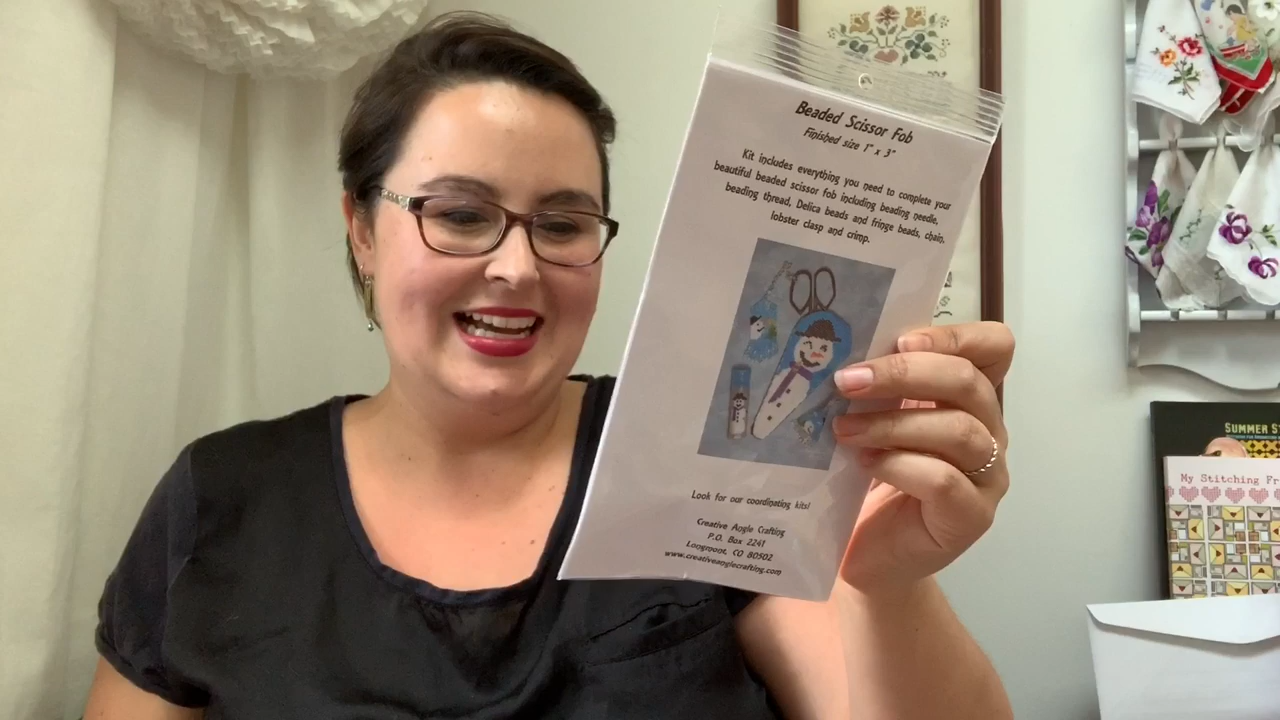 Beaded Scissor Fob
Finished size 1" x 3"
Kit includes everything you need to complete your
beautiful beaded scissor fob including beading needle,
beading thread, Delica beads and fringe beads, chain,
lobster clasp and crimp.
Look for our coordinating kits!
Creative Angle Crafting
P.O. Box 2241
Longmont, CO 80502
www.creativeanglecrafting.com
SUMMER
My Stitching